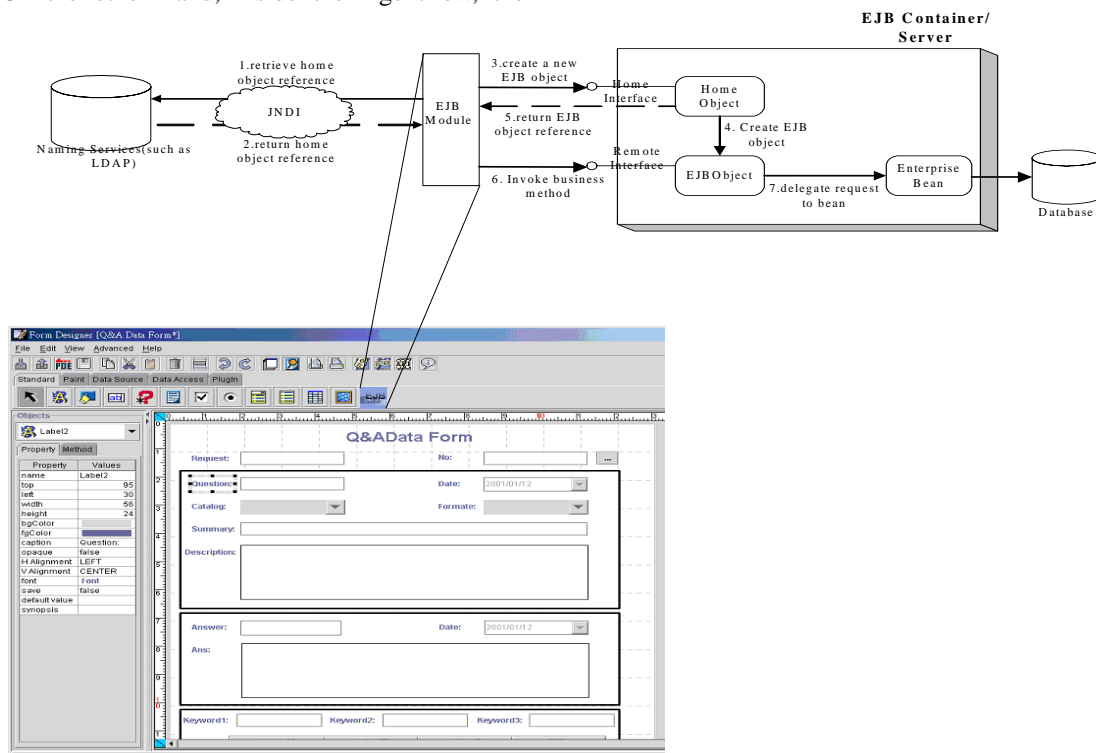 EJB Container/
Server
1.retrieve home
object reference
JNDI
2.return home
object reference
Naming Services(such as
LDAP)
EJB
Module
3.create a new
EJB object
Home
Interface
5.return EJB
object reference
Home
Object
4. Create EJB
object
Remote
Interface
6. Invoke business
method
EJBObject
7.delegate request
to bean
Enterprise
Bean
Database
Form Designer [Q&A Data Form*]
File Edit View Advanced Help
PDE
Standard Paint Data Source Data Access PlugIn
EJB
Objects
Label2
Property Method
Property Values
name Label2
top 95
left 30
width 56
height 24
bgColor
fgColor
caption Question:
opaque false
H Alignment LEFT
V Alignment CENTER
font Font
save false
default value
synopsis
Q&AData Form
Request: No: ...
Question: Date: 2001/01/12
Catalog: Formate:
Summary:
Description:
Answer: Date: 2001/01/12
Ans:
Keyword1: Keyword2: Keyword3: